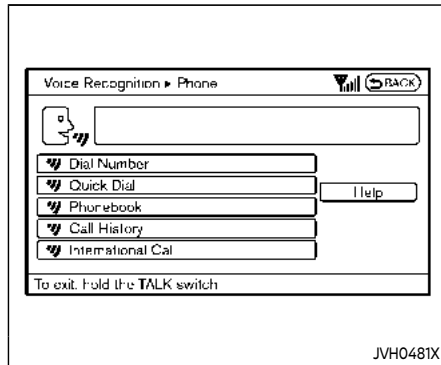 Voice Recognition ▸ Phone BACK
Dial Number
Quick Dial
Help
Phonebook
Call History
International Cal
To exit, hold the TALK switch
JVH0481X